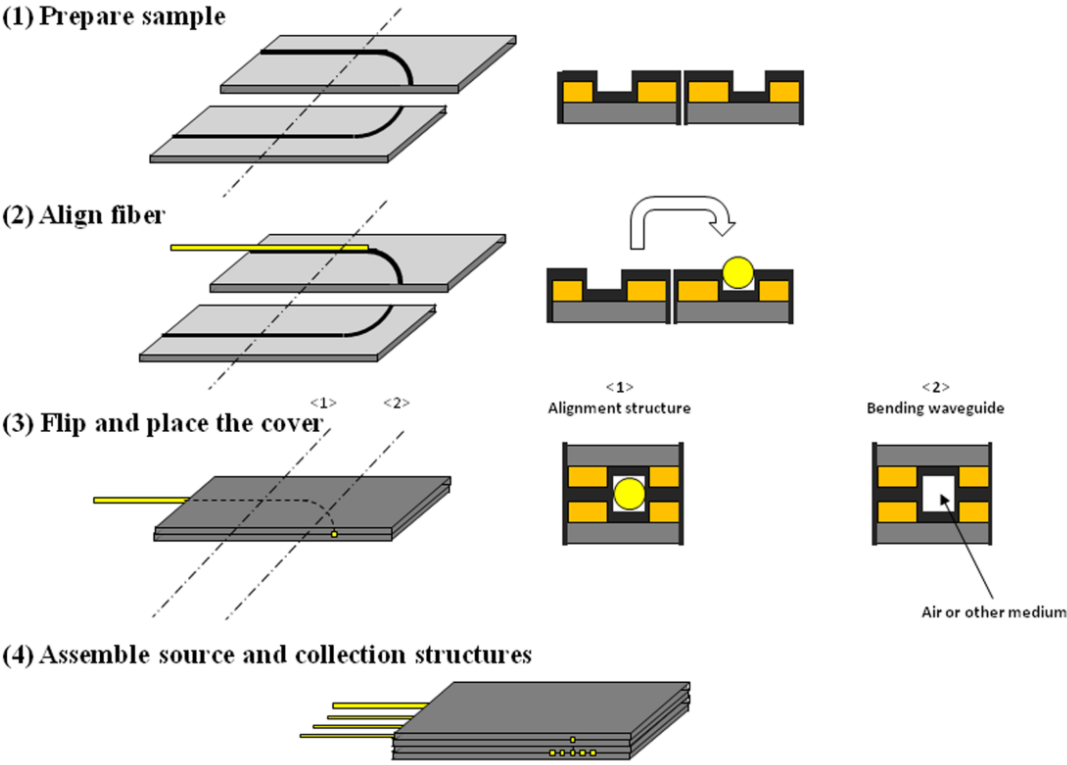 (1) Prepare sample
(2) Align fiber
<1>
Alignment structure
<2>
Bending waveguide
(3) Flip and place the cover
<1>
<2>
Air or other medium
(4) Assemble source and collection structures